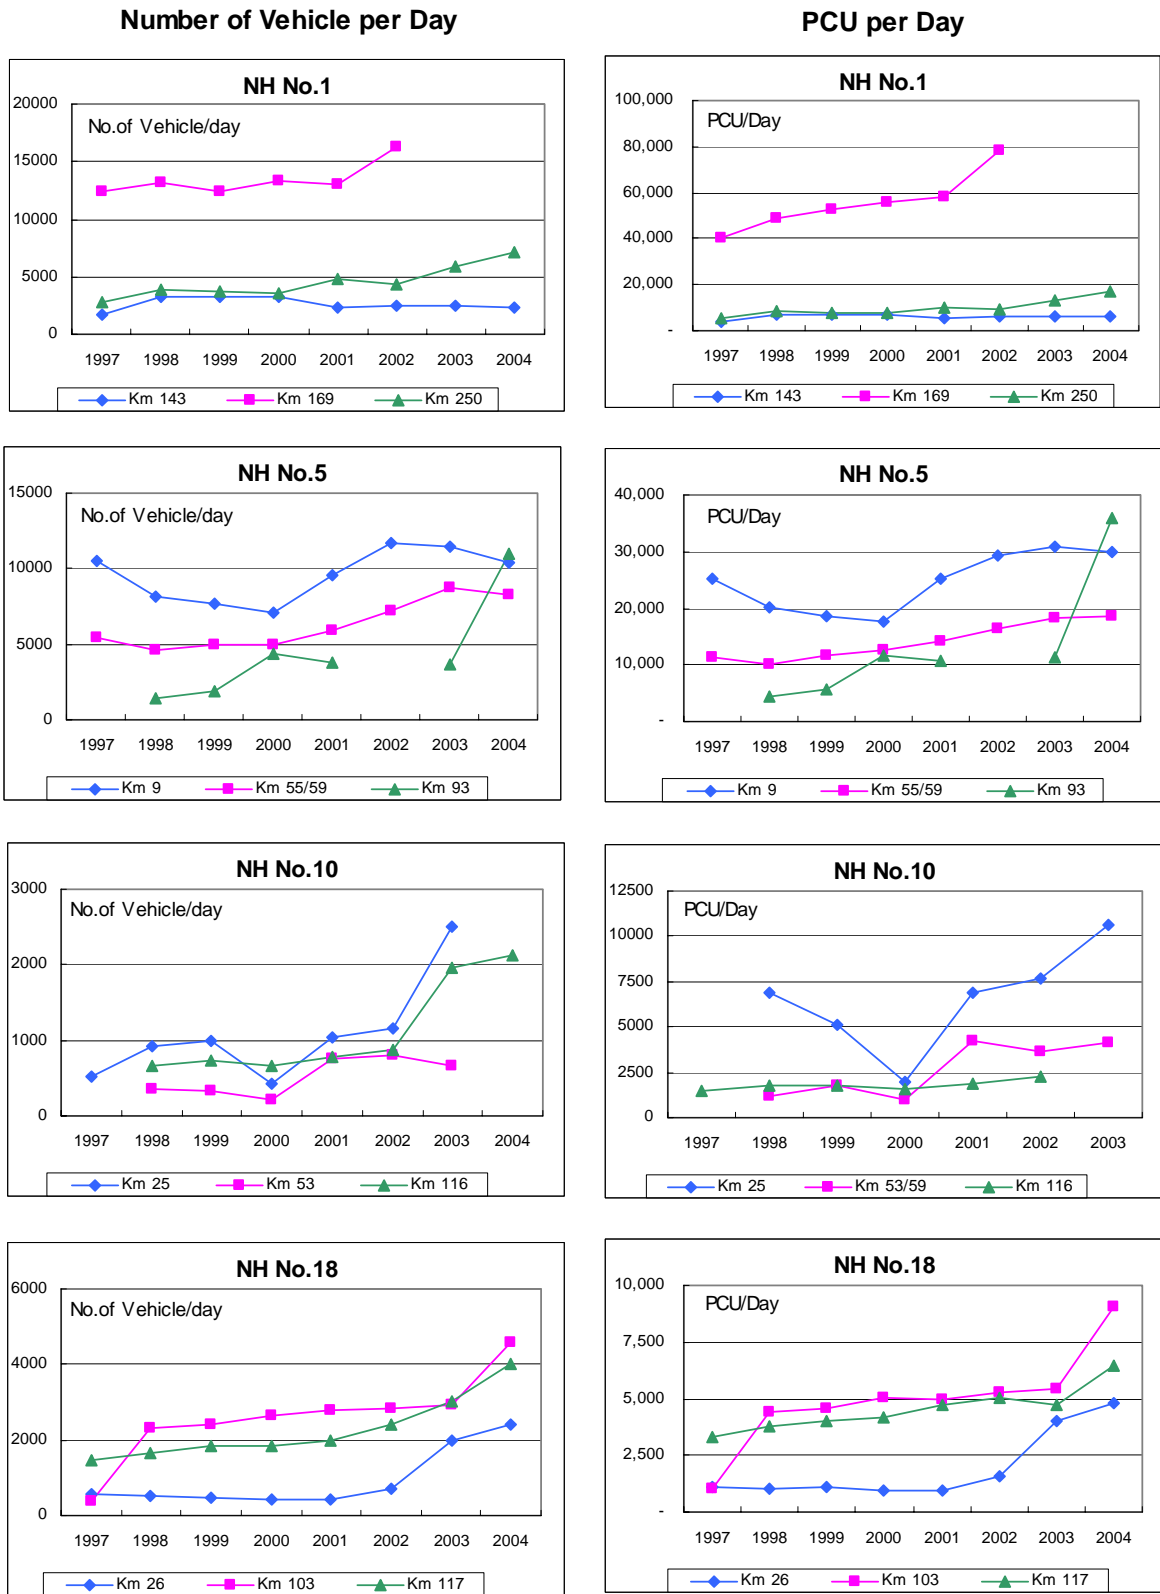 Number of Vehicle per Day
PCU per Day
NH No.1
No.of Vehicle/day
20000
15000
10000
5000
0
1997 1998 1999 2000 2001 2002 2003 2004
Km 143 Km 169 Km 250
NH No.1
PCU/Day
100,000
80,000
60,000
40,000
20,000
-
1997 1998 1999 2000 2001 2002 2003 2004
Km 143 Km 169 Km 250
NH No.5
No.of Vehicle/day
15000
10000
5000
0
1997 1998 1999 2000 2001 2002 2003 2004
Km 9 Km 55/59 Km 93
NH No.5
PCU/Day
40,000
30,000
20,000
10,000
-
1997 1998 1999 2000 2001 2002 2003 2004
Km 9 Km 55/59 Km 93
NH No.10
No.of Vehicle/day
3000
2000
1000
0
1997 1998 1999 2000 2001 2002 2003 2004
Km 25 Km 53 Km 116
NH No.10
PCU/Day
12500
10000
7500
5000
2500
0
1997 1998 1999 2000 2001 2002 2003
Km 25 Km 53/59 Km 116
NH No.18
No.of Vehicle/day
6000
4000
2000
0
1997 1998 1999 2000 2001 2002 2003 2004
Km 26 Km 103 Km 117
NH No.18
PCU/Day
10,000
7,500
5,000
2,500
-
1997 1998 1999 2000 2001 2002 2003 2004
Km 26 Km 103 Km 117